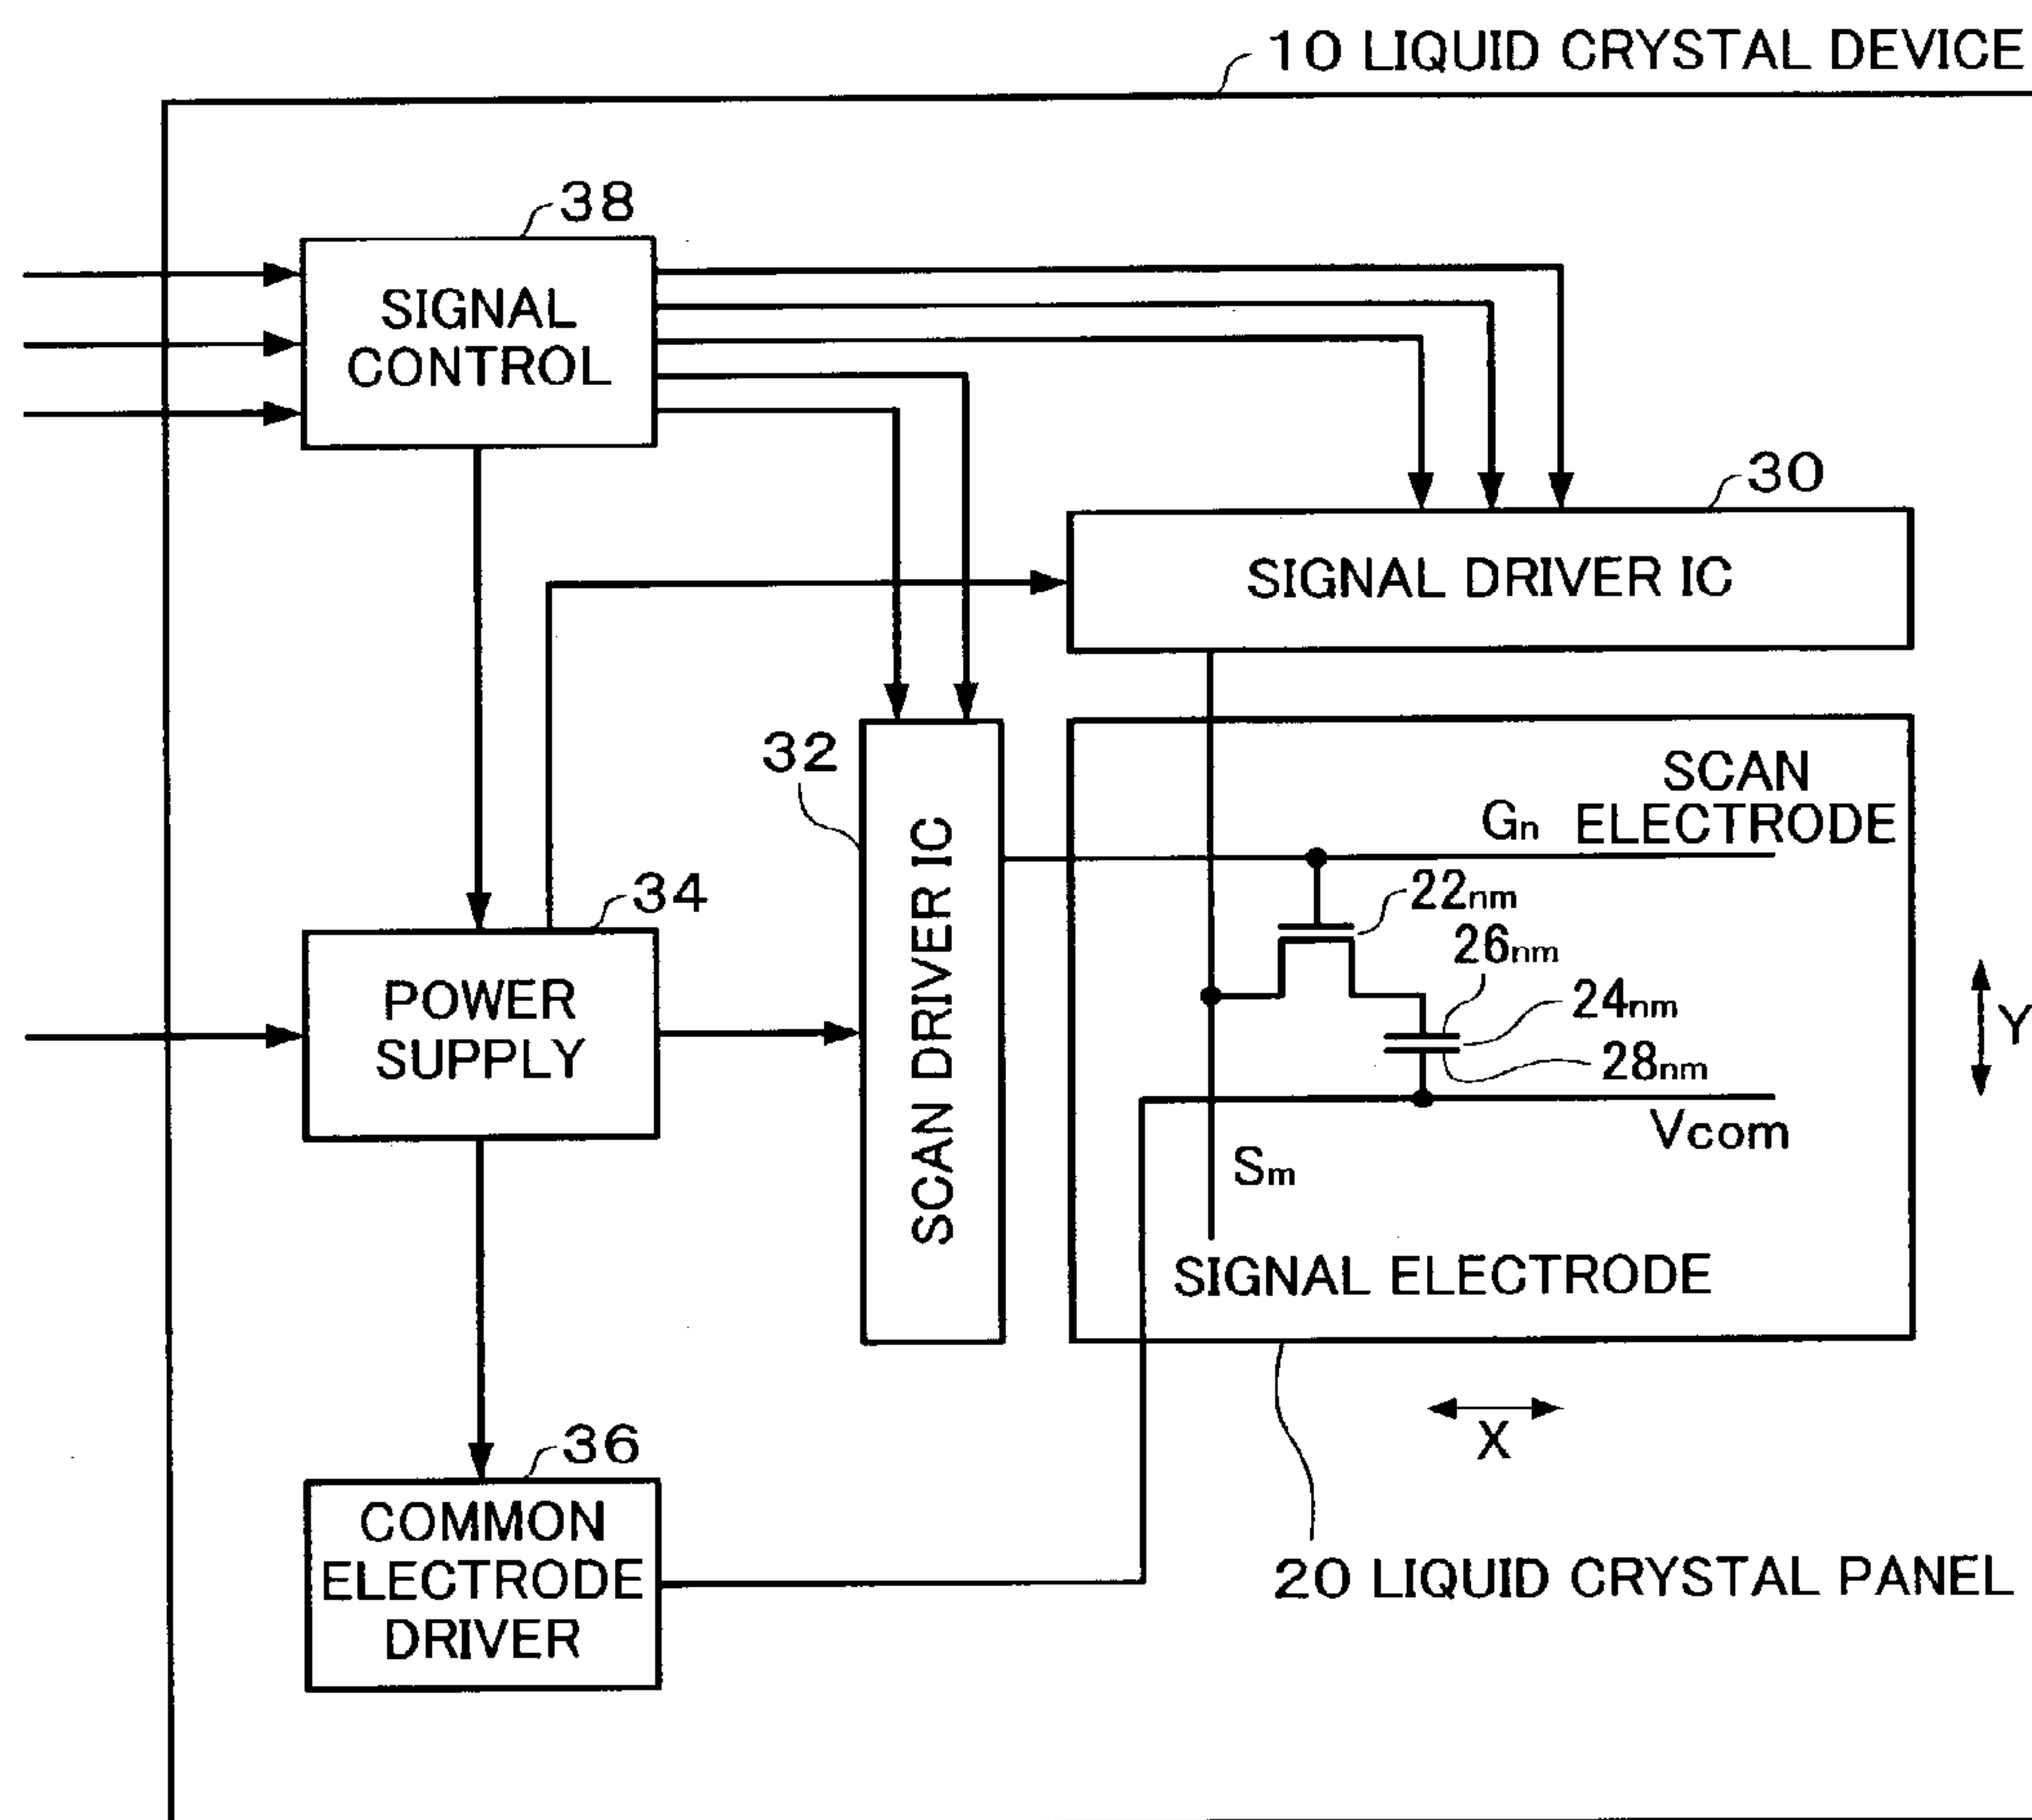 10 LIQUID CRYSTAL DEVICE
38
SIGNAL
CONTROL
30
SIGNAL DRIVER IC
32
SCAN DRIVER IC
SCAN
Gn ELECTRODE
22nm
26nm
24nm
28nm
Vcom
Sm
SIGNAL ELECTRODE
Y
34
POWER
SUPPLY
X
36
COMMON
ELECTRODE
DRIVER
20 LIQUID CRYSTAL PANEL